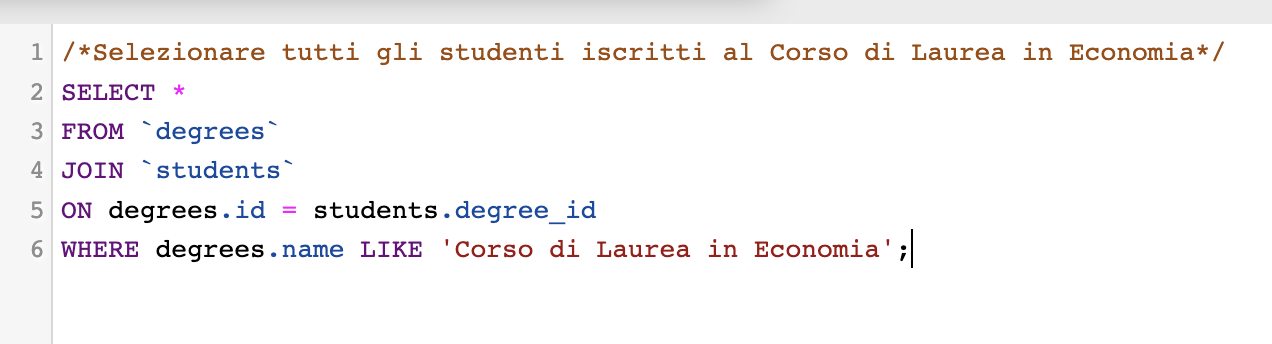 1 /*Selezionare tutti gli studenti iscritti al Corso di Laurea in Economia*/
2 SELECT *
3 FROM `degrees`
4 JOIN `students`
5 ON degrees.id = students.degree_id
6 WHERE degrees.name LIKE 'Corso di Laurea in Economia';